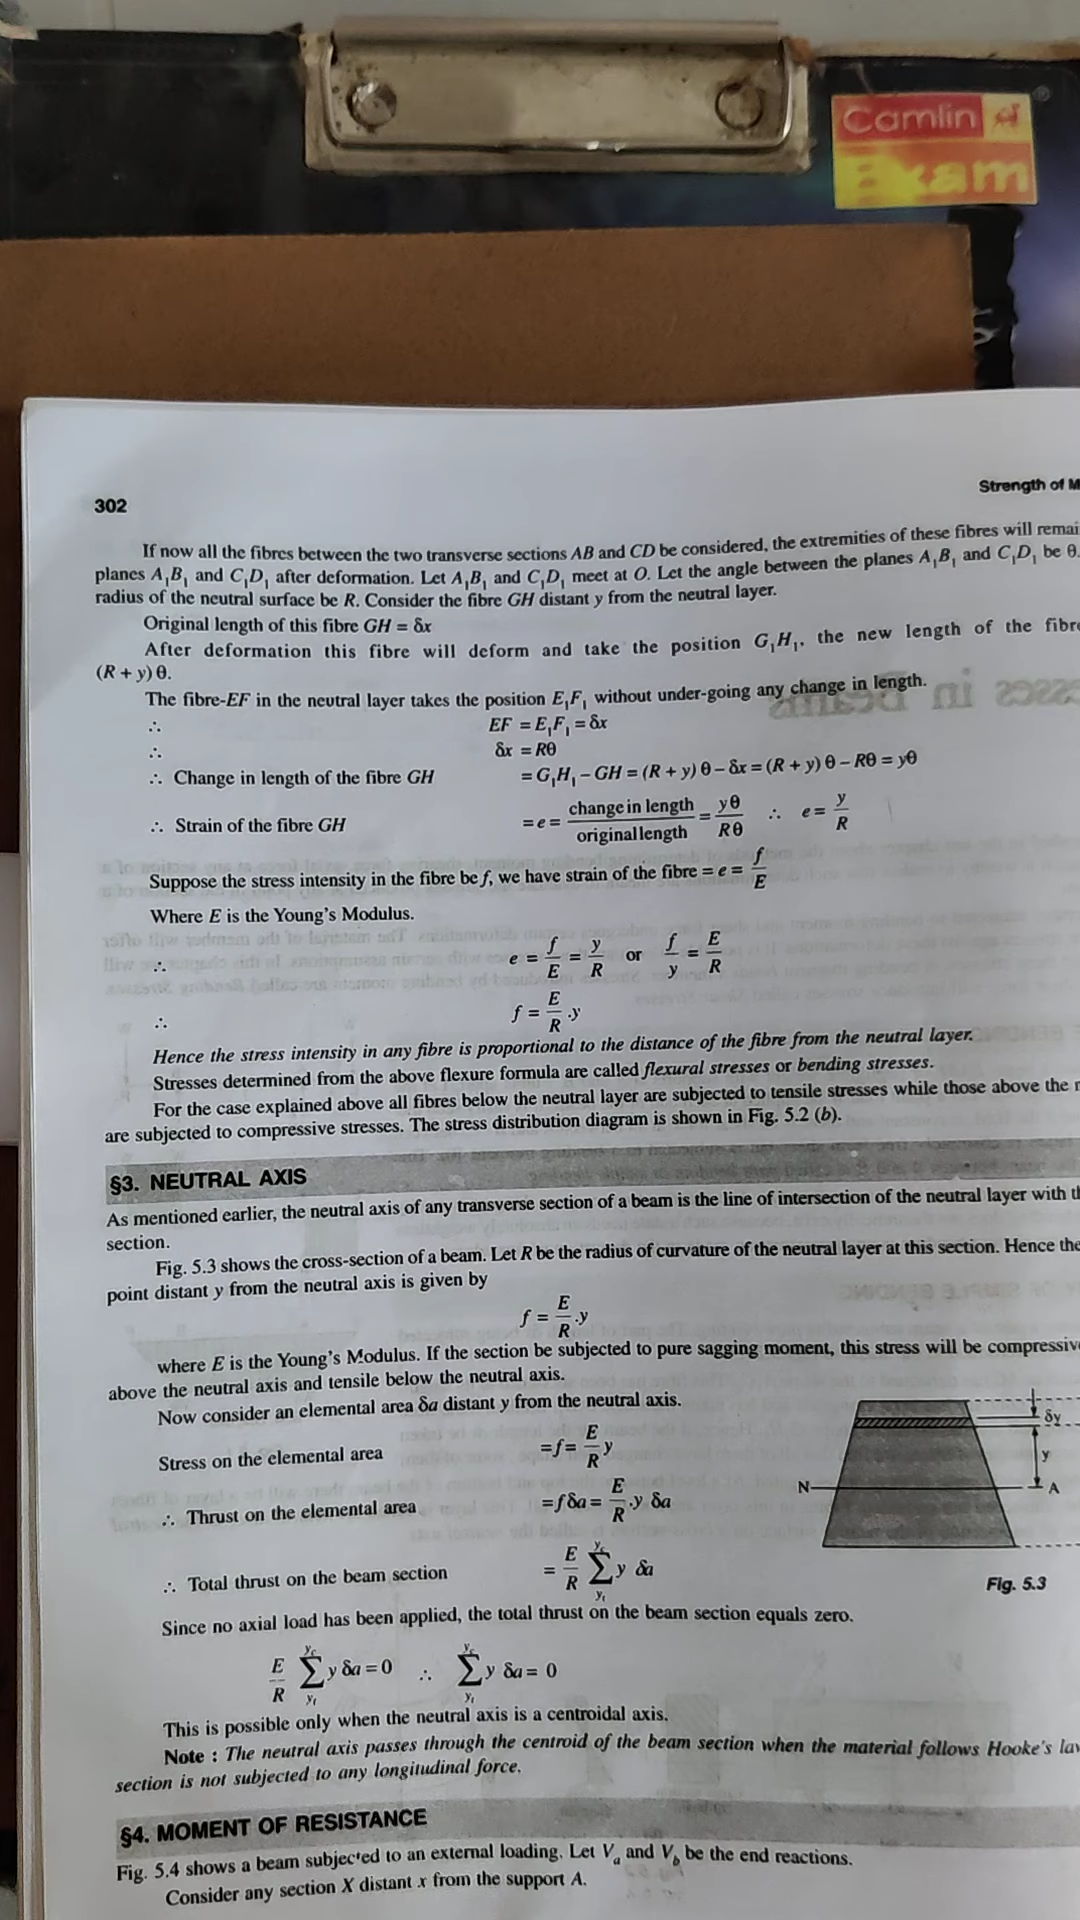 Camlin
Exam
302
Strength of M
If now all the fibres between the two transverse sections AB and CD be considered, the extremities of these fibres will remai
planes A₁B₁ and C₁D₁ after deformation. Let A₁B₁ and C₁D₁ meet at O. Let the angle between the planes A₁B₁ and C₁D₁ be θ.
radius of the neutral surface be R. Consider the fibre GH distant y from the neutral layer.
Original length of this fibre GH = δx
After deformation this fibre will deform and take the position G₁H₁, the new length of the fibre
(R + y) θ.
The fibre-EF in the neutral layer takes the position E₁F₁ without under-going any change in length.
∴ EF = E₁F₁ = δx
∴ δx = Rθ
∴ Change in length of the fibre GH = G₁H₁ – GH = (R + y) θ – δx = (R + y) θ – Rθ = yθ
∴ Strain of the fibre GH = e = change in length / original length = yθ / Rθ ∴ e = y / R
Suppose the stress intensity in the fibre be f, we have strain of the fibre = e = f / E
Where E is the Young's Modulus.
∴ e = f / E = y / R or f / y = E / R
∴ f = E / R .y
Hence the stress intensity in any fibre is proportional to the distance of the fibre from the neutral layer.
Stresses determined from the above flexure formula are called flexural stresses or bending stresses.
For the case explained above all fibres below the neutral layer are subjected to tensile stresses while those above the
are subjected to compressive stresses. The stress distribution diagram is shown in Fig. 5.2 (b).
§3. NEUTRAL AXIS
As mentioned earlier, the neutral axis of any transverse section of a beam is the line of intersection of the neutral layer with th
section.
Fig. 5.3 shows the cross-section of a beam. Let R be the radius of curvature of the neutral layer at this section. Hence the
point distant y from the neutral axis is given by
f = E / R .y
where E is the Young's Modulus. If the section be subjected to pure sagging moment, this stress will be compressive
above the neutral axis and tensile below the neutral axis.
Now consider an elemental area δa distant y from the neutral axis.
Stress on the elemental area = f = E / R y
∴ Thrust on the elemental area = f δa = E / R .y δa
∴ Total thrust on the beam section = E / R ∑ y δa
yc
yt
δy
y
N
A
Fig. 5.3
Since no axial load has been applied, the total thrust on the beam section equals zero.
E / R ∑ y δa = 0 ∴ ∑ y δa = 0
yc yc
yt yt
This is possible only when the neutral axis is a centroidal axis.
Note : The neutral axis passes through the centroid of the beam section when the material follows Hooke's law
section is not subjected to any longitudinal force.
§4. MOMENT OF RESISTANCE
Fig. 5.4 shows a beam subjected to an external loading. Let Va and Vb be the end reactions.
Consider any section X distant x from the support A.